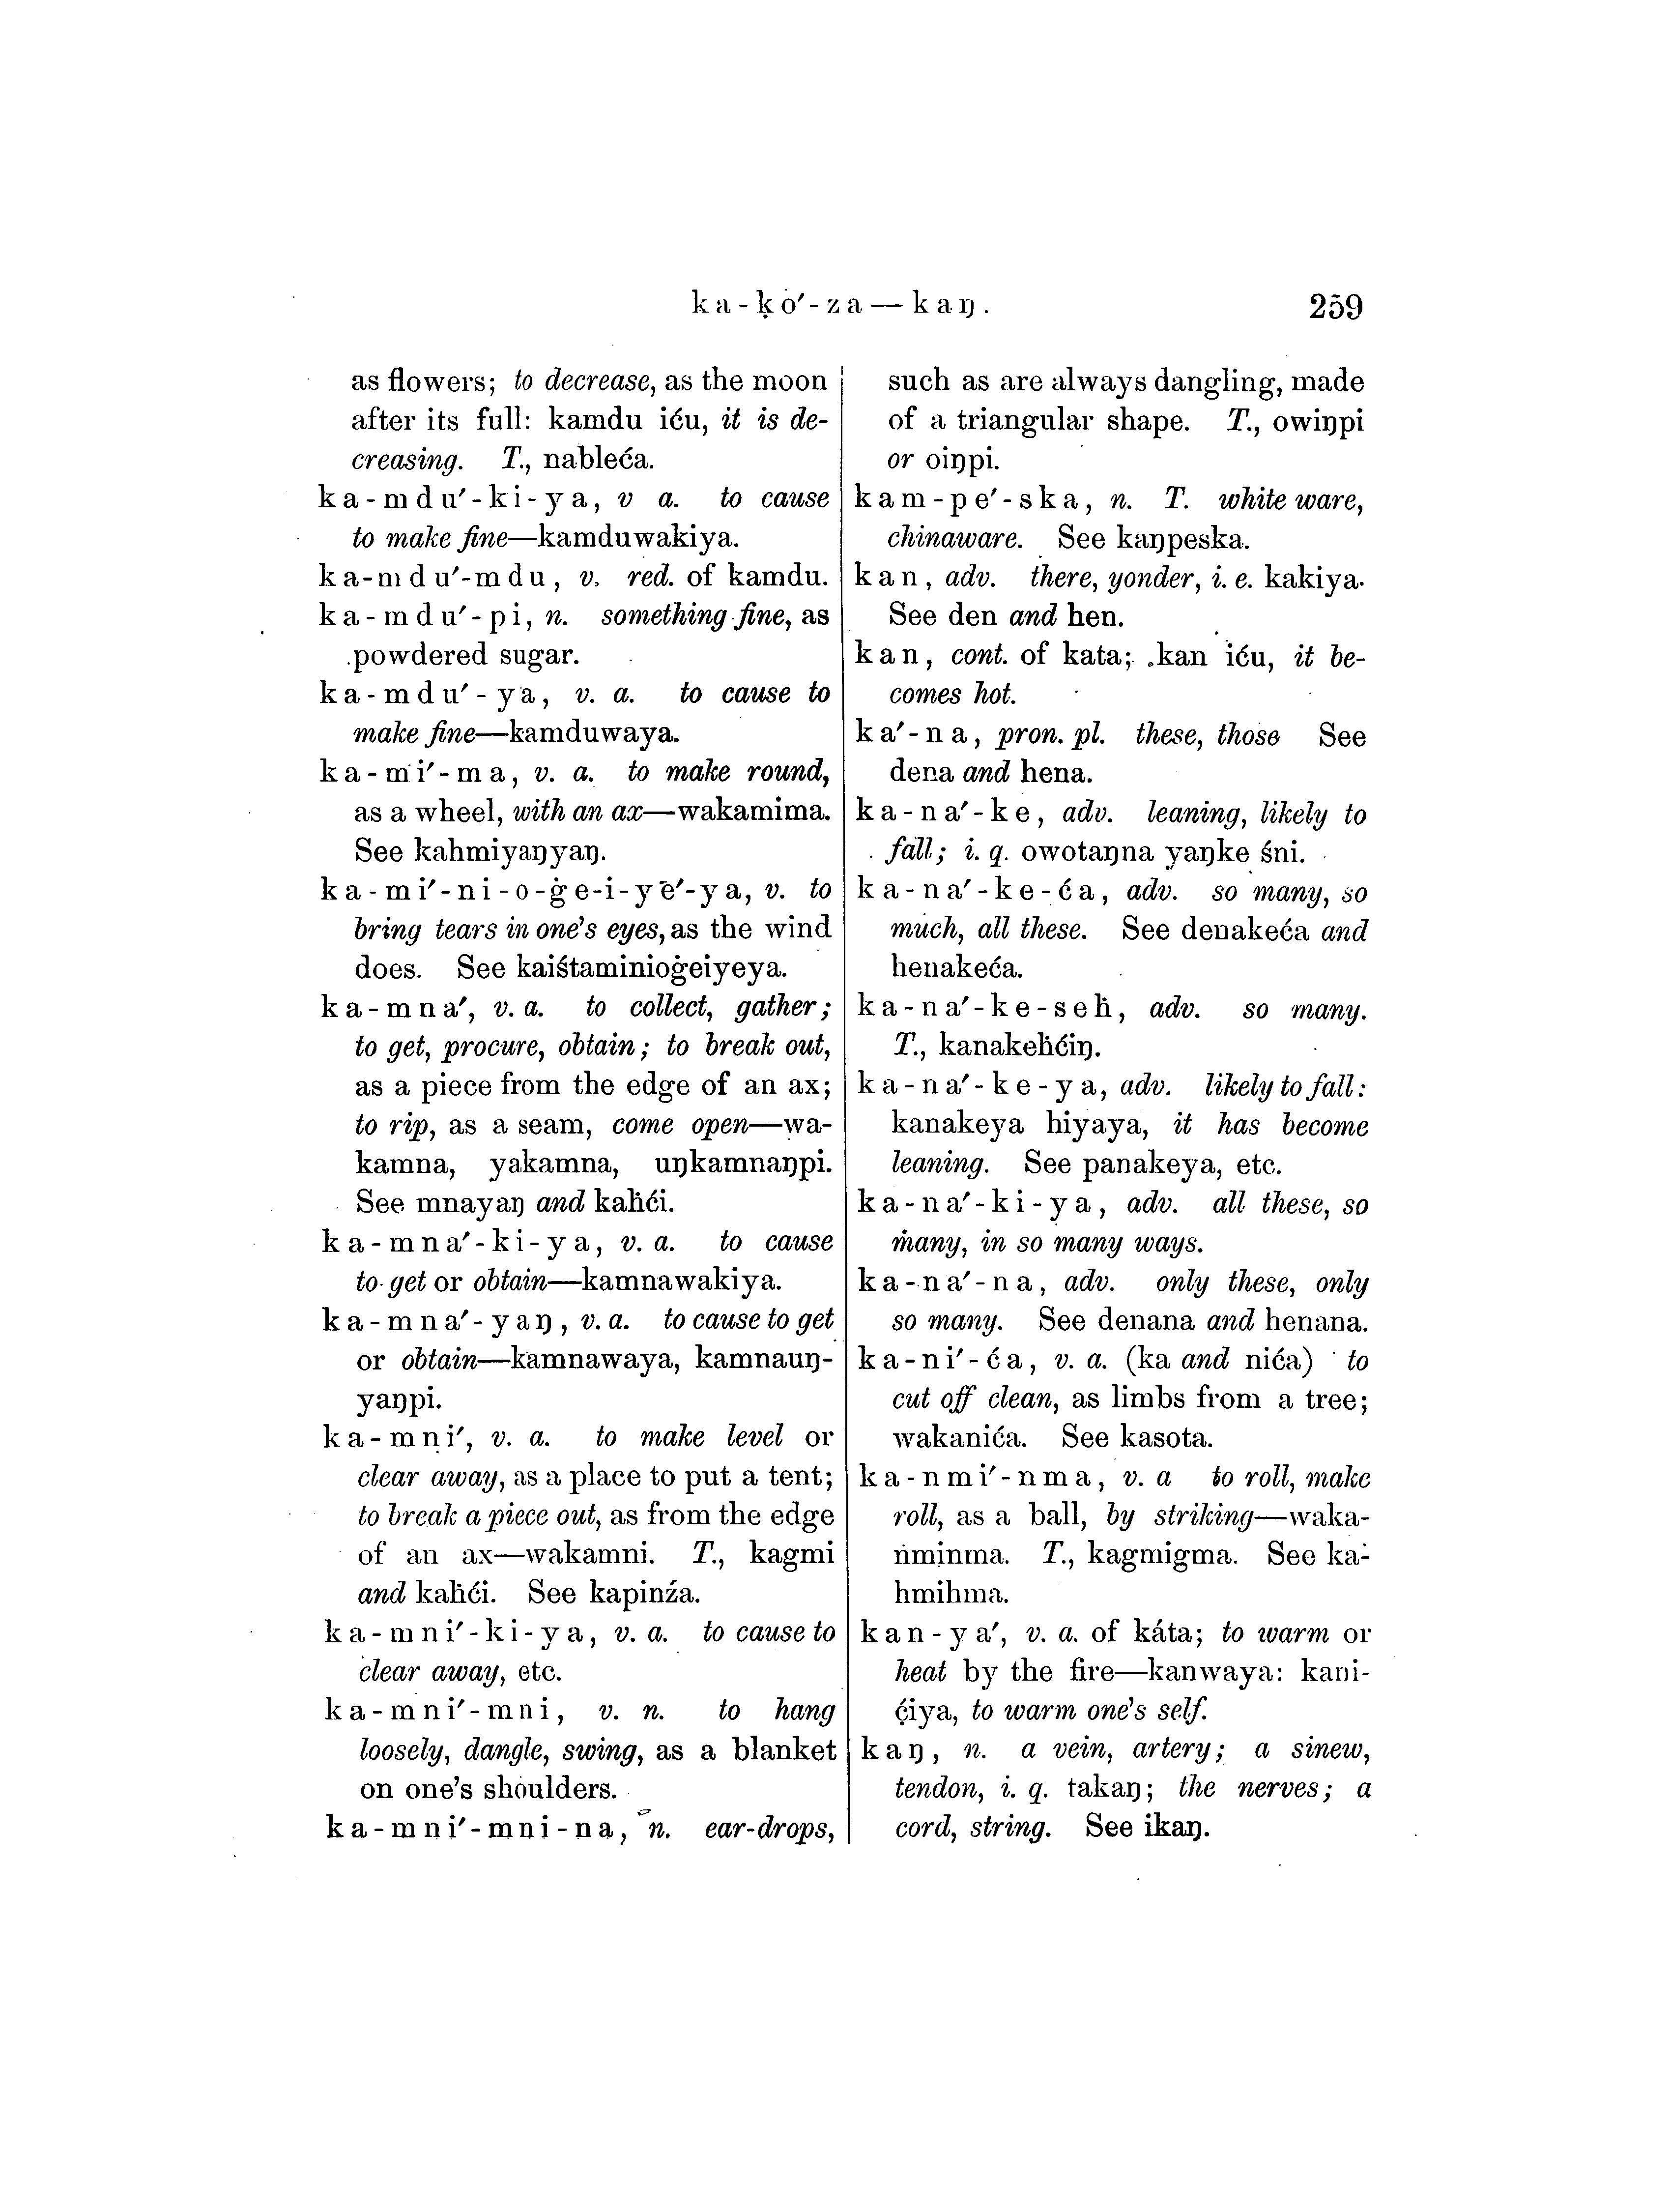 ka-ḳo′-za—kaŋ.
259
as flowers; to decrease, as the moon
after its full: kamdu iću, it is de-
creasing. T., nableća.
ka-mdu′-ki-ya, v a. to cause
to make fine—kamduwakiya.
ka-mdu′-mdu, v. red. of kamdu.
ka-mdu′-pi, n. something fine, as
powdered sugar.
ka-mdu′-ya, v. a. to cause to
make fine—kamduwaya.
ka-mi′-ma, v. a. to make round,
as a wheel, with an ax—wakamima.
See kahmiyaŋyaŋ.
ka-mi′-ni-o-ġe-i-ye′-ya, v. to
bring tears in one's eyes, as the wind
does. See kaiśtaminioġeiyeya.
ka-mna′, v. a. to collect, gather;
to get, procure, obtain; to break out,
as a piece from the edge of an ax;
to rip, as a seam, come open—wa-
kamna, yakamna, uŋkamnaŋpi.
See mnayaŋ and kaḣći.
ka-mna′-ki-ya, v. a. to cause
to get or obtain—kamnawakiya.
ka-mna′-yaŋ, v. a. to cause to get
or obtain—kamnawaya, kamnauŋ-
yaŋpi.
ka-mni′, v. a. to make level or
clear away, as a place to put a tent;
to break a piece out, as from the edge
of an ax—wakamni. T., kagmi
and kaḣći. See kapinźa.
ka-mni′-ki-ya, v. a. to cause to
clear away, etc.
ka-mni′-mni, v. n. to hang
loosely, dangle, swing, as a blanket
on one's shoulders.
ka-mni′-mni-na, n. ear-drops,
such as are always dangling, made
of a triangular shape. T., owiŋpi
or oiŋpi.
kam-pe′-ska, n. T. white ware,
chinaware. See kaŋpeska.
kan, adv. there, yonder, i. e. kakiya.
See den and hen.
kan, cont. of kata; kan iću, it be-
comes hot.
ka′-na, pron. pl. these, those See
dena and hena.
ka-na′-ke, adv. leaning, likely to
fall; i. q. owotaŋna yaŋke śni.
ka-na′-ke-ća, adv. so many, so
much, all these. See denakeća and
henakeća.
ka-na′-ke-seḣ, adv. so many.
T., kanakeḣćiŋ.
ka-na′-ke-ya, adv. likely to fall:
kanakeya hiyaya, it has become
leaning. See panakeya, etc.
ka-na′-ki-ya, adv. all these, so
many, in so many ways.
ka-na′-na, adv. only these, only
so many. See denana and henana.
ka-ni′-ća, v. a. (ka and nića) to
cut off clean, as limbs from a tree;
wakanića. See kasota.
ka-nmi′-nma, v. a to roll, make
roll, as a ball, by striking—waka-
nminma. T., kagmigma. See ka-
hmihma.
kan-ya′, v. a. of káta; to warm or
heat by the fire—kanwaya: kani-
ç̇iya, to warm one's self.
kaŋ, n. a vein, artery; a sinew,
tendon, i. q. takaŋ; the nerves; a
cord, string. See ikaŋ.